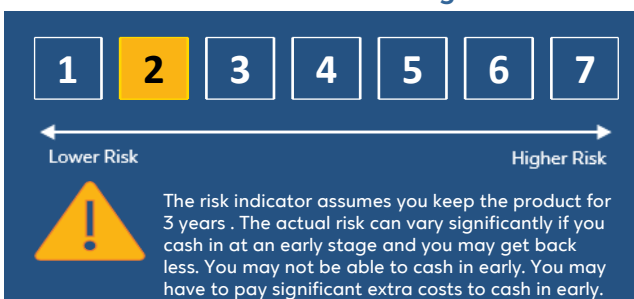 1 2 3 4 5 6 7
Lower Risk Higher Risk
The risk indicator assumes you keep the product for
3 years . The actual risk can vary significantly if you
cash in at an early stage and you may get back
less. You may not be able to cash in early. You may
have to pay significant extra costs to cash in early.